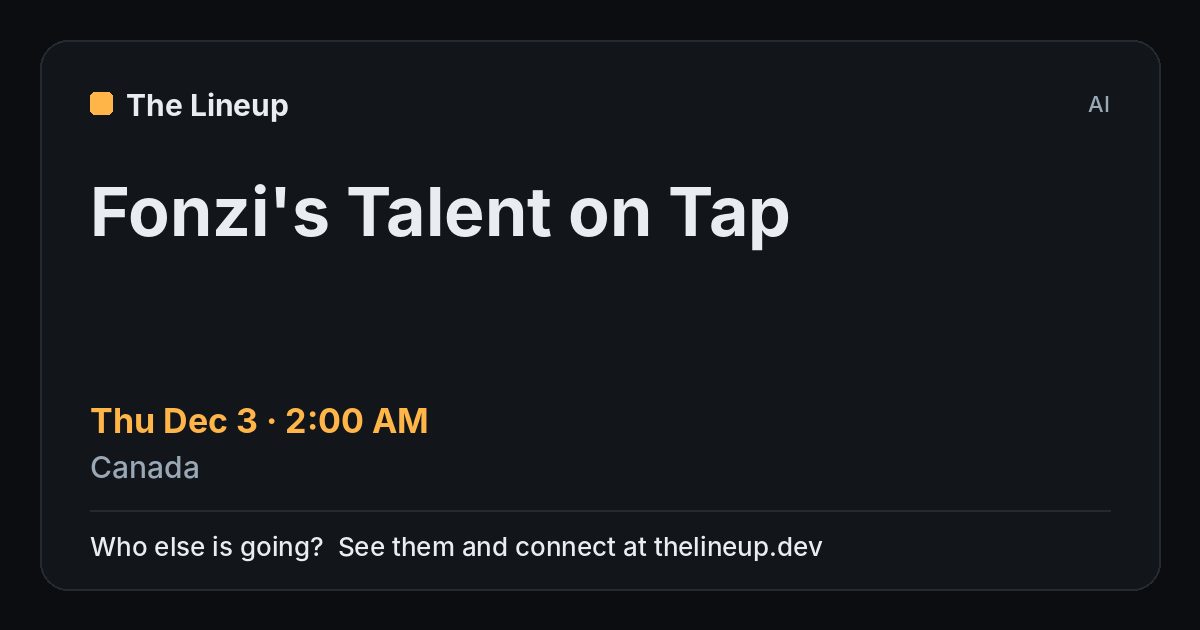 The Lineup
AI
Fonzi's Talent on Tap
Thu Dec 3 · 2:00 AM
Canada
Who else is going? See them and connect at thelineup.dev